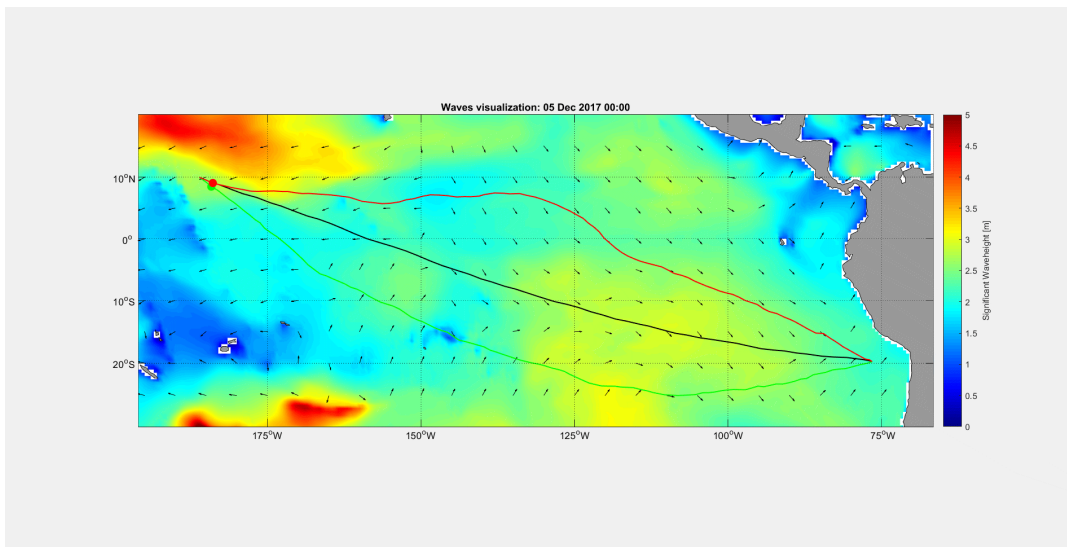 Waves visualization: 05 Dec 2017 00:00
10°N
0°
10°S
20°S
175°W
150°W
125°W
100°W
75°W
5
4.5
4
3.5
3
2.5
2
1.5
1
0.5
0
Significant Waveheight [m]